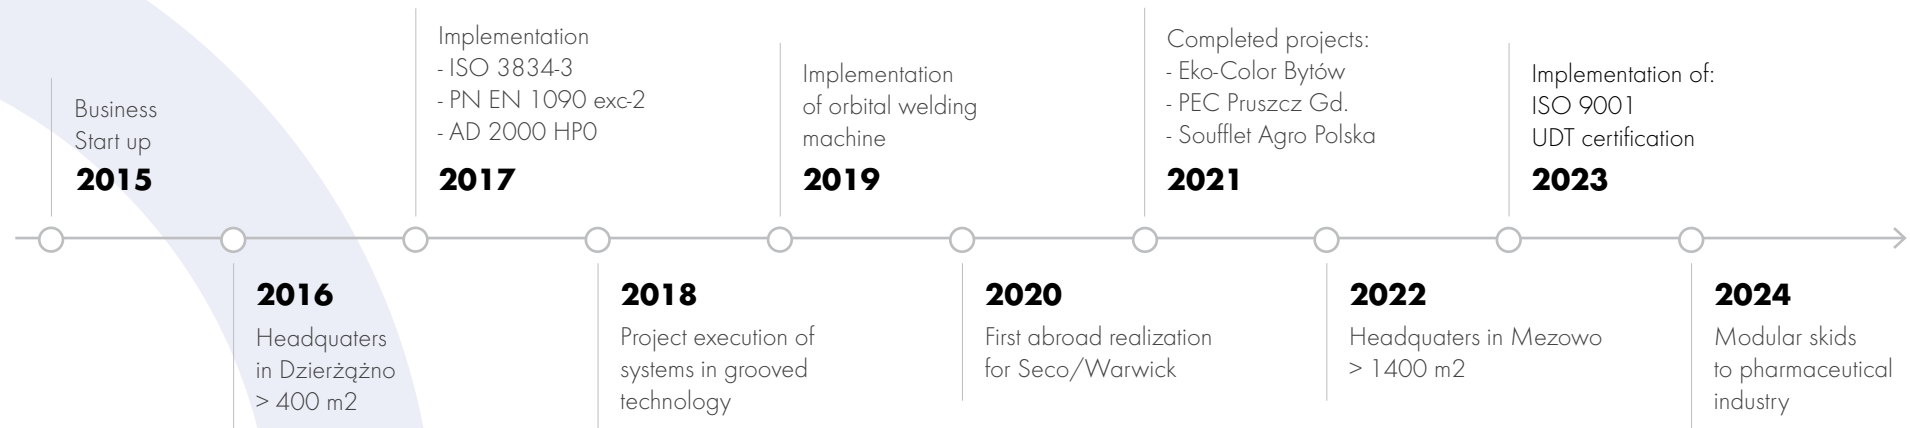 Business
Start up
2015
2016
Headquaters
in Dzierżążno
> 400 m2
Implementation
- ISO 3834-3
- PN EN 1090 exc-2
- AD 2000 HP0
2017
2018
Project execution of
systems in grooved
technology
Implementation
of orbital welding
machine
2019
2020
First abroad realization
for Seco/Warwick
Completed projects:
- Eko-Color Bytów
- PEC Pruszcz Gd.
- Soufflet Agro Polska
2021
2022
Headquaters in Mezowo
> 1400 m2
Implementation of:
ISO 9001
UDT certification
2023
2024
Modular skids
to pharmaceutical
industry